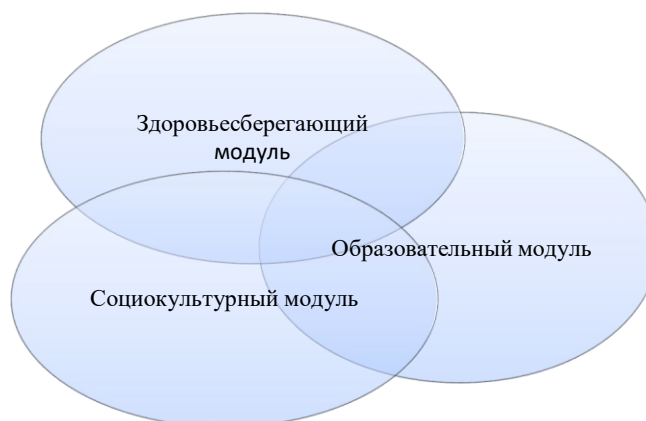 Здоровьесберегающий
модуль
Образовательный модуль
Социокультурный модуль